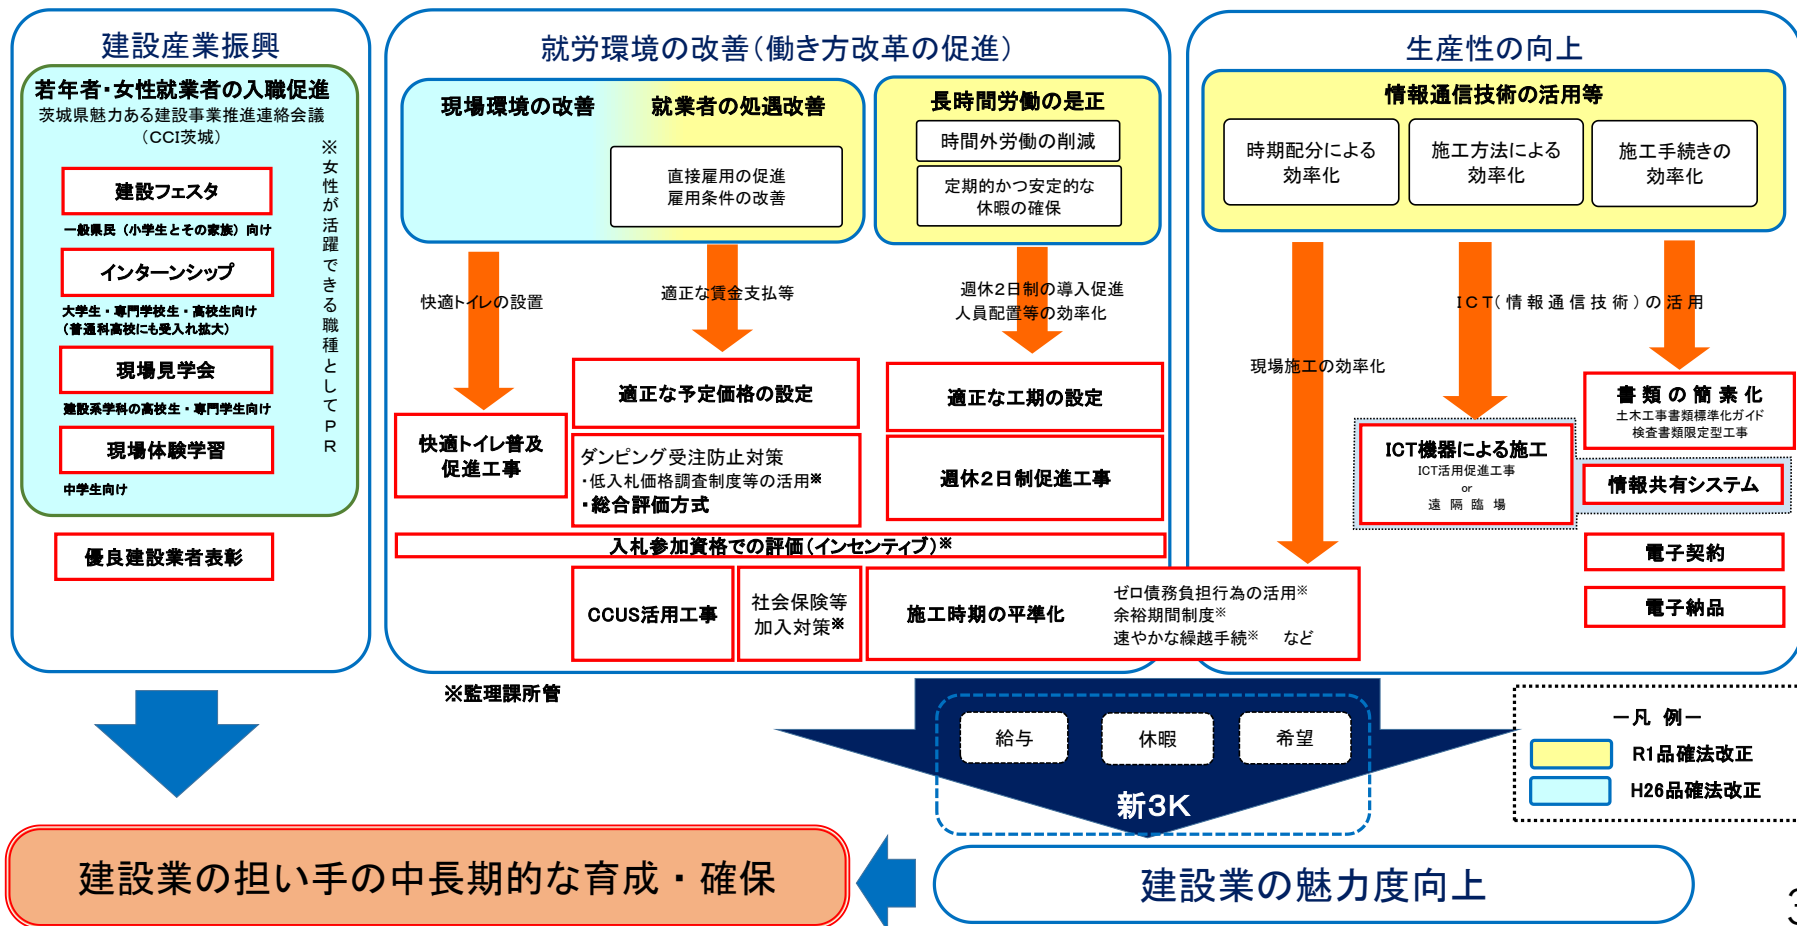 建設産業振興
若年者・女性就業者の入職促進
茨城県魅力ある建設事業推進連絡会議
（CCI茨城）
※女性が活躍できる職種としてＰＲ
建設フェスタ
一般県民（小学生とその家族）向け
インターンシップ
大学生・専門学校生・高校生向け
（普通科高校にも受入れ拡大）
現場見学会
建設系学科の高校生・専門学生向け
現場体験学習
中学生向け
優良建設業者表彰
就労環境の改善（働き方改革の促進）
現場環境の改善
就業者の処遇改善
直接雇用の促進
雇用条件の改善
長時間労働の是正
時間外労働の削減
定期的かつ安定的な
休暇の確保
快適トイレの設置
適正な賃金支払等
週休２日制の導入促進
人員配置等の効率化
快適トイレ普及
促進工事
適正な予定価格の設定
ダンピング受注防止対策
・低入札価格調査制度等の活用※
・総合評価方式
適正な工期の設定
週休２日制促進工事
入札参加資格での評価（インセンティブ）※
CCUS活用工事
社会保険等
加入対策※
施工時期の平準化
ゼロ債務負担行為の活用※
余裕期間制度※
速やかな繰越手続※　など
※監理課所管
生産性の向上
情報通信技術の活用等
時期配分による
効率化
施工方法による
効率化
施工手続きの
効率化
ＩＣＴ（情報通信技術）の活用
現場施工の効率化
書類の簡素化
土木工事書類標準化ガイド
検査書類限定型工事
ICT機器による施工
ICT活用促進工事
or
遠隔臨場
情報共有システム
電子契約
電子納品
給与
休暇
希望
新3K
－凡 例－
R1品確法改正
H26品確法改正
建設業の担い手の中長期的な育成・確保
建設業の魅力度向上
3